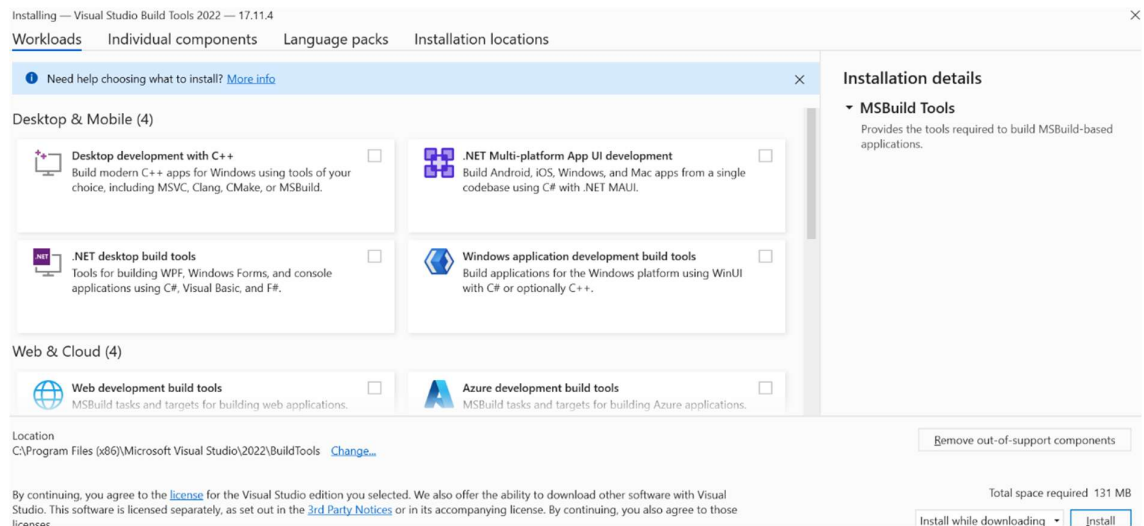 Installing — Visual Studio Build Tools 2022 — 17.11.4
Workloads Individual components Language packs Installation locations
Need help choosing what to install? More info
Desktop & Mobile (4)
Desktop development with C++
Build modern C++ apps for Windows using tools of your
choice, including MSVC, Clang, CMake, or MSBuild.
.NET Multi-platform App UI development
Build Android, iOS, Windows, and Mac apps from a single
codebase using C# with .NET MAUI.
.NET
.NET desktop build tools
Tools for building WPF, Windows Forms, and console
applications using C#, Visual Basic, and F#.
Windows application development build tools
Build applications for the Windows platform using WinUI
with C# or optionally C++.
Web & Cloud (4)
Web development build tools
MSBuild tasks and targets for building web applications.
Azure development build tools
MSBuild tasks and targets for building Azure applications.
Installation details
MSBuild Tools
Provides the tools required to build MSBuild-based
applications.
Location
C:\Program Files (x86)\Microsoft Visual Studio\2022\BuildTools Change...
Remove out-of-support components
By continuing, you agree to the license for the Visual Studio edition you selected. We also offer the ability to download other software with Visual
Studio. This software is licensed separately, as set out in the 3rd Party Notices or in its accompanying license. By continuing, you also agree to those
licenses.
Total space required 131 MB
Install while downloading Install